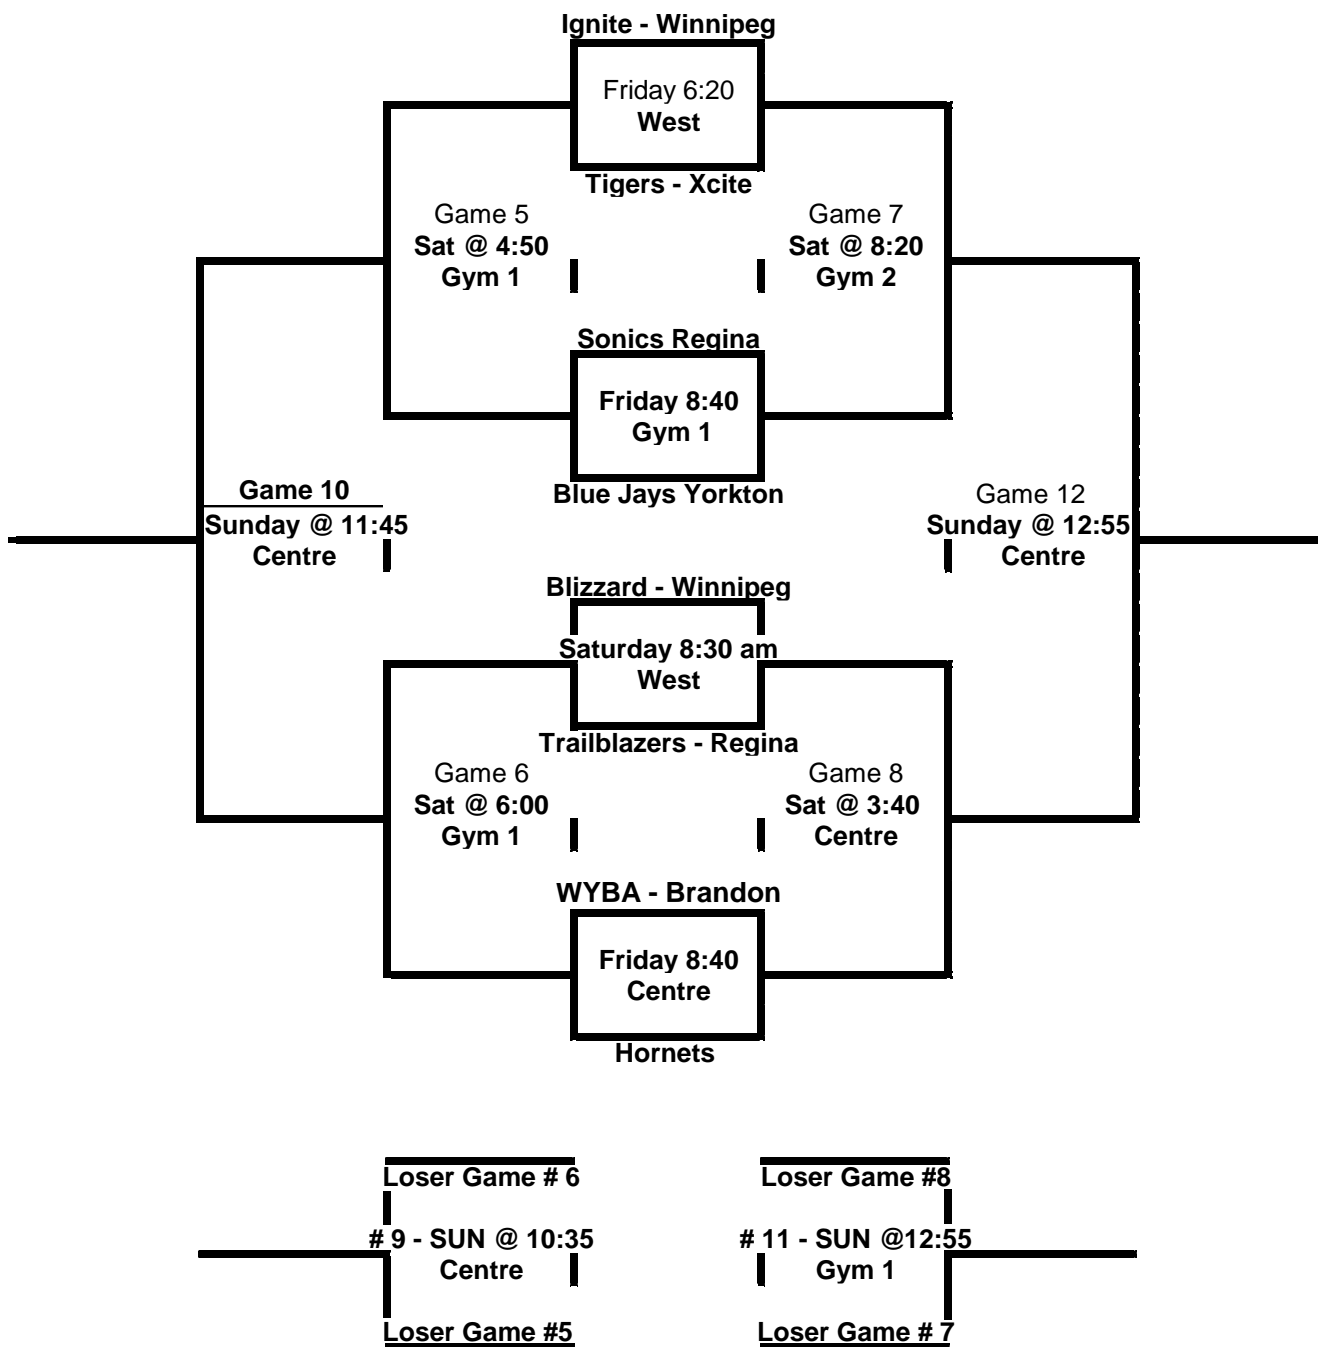 Ignite - Winnipeg
Friday 6:20
West
Tigers - Xcite
Game 5
Sat @ 4:50
Gym 1
Game 7
Sat @ 8:20
Gym 2
Sonics Regina
Friday 8:40
Gym 1
Blue Jays Yorkton
Game 10
Sunday @ 11:45
Centre
Game 12
Sunday @ 12:55
Centre
Blizzard - Winnipeg
Saturday 8:30 am
West
Trailblazers - Regina
Game 6
Sat @ 6:00
Gym 1
Game 8
Sat @ 3:40
Centre
WYBA - Brandon
Friday 8:40
Centre
Hornets
Loser Game # 6
# 9 - SUN @ 10:35
Centre
Loser Game #5
Loser Game #8
# 11 - SUN @12:55
Gym 1
Loser Game # 7